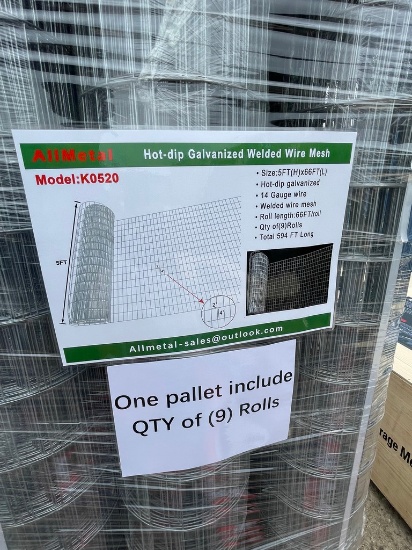 AllMetal Hot-dip Galvanized Welded Wire Mesh
Model:K0520
• Size:5FT(H)x66FT(L)
• Hot-dip galvanized
• 14 Gauge wire
• Welded wire mesh
• Roll length:66FT/roll
• Qty of(9)Rolls
• Total 594 FT Long
5FT
Allmetal-sales@outlook.com
One pallet include
QTY of (9) Rolls
rage Me